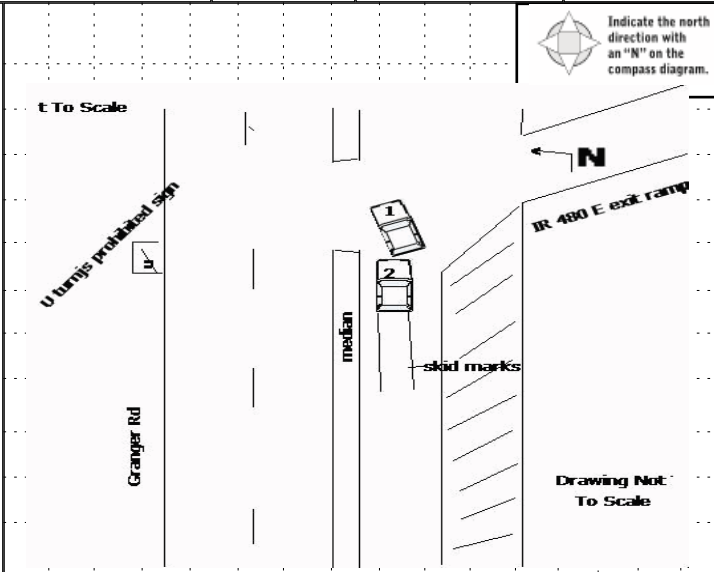 Indicate the north
direction with
an "N" on the
compass diagram.
t To Scale
N
IR 480 E exit ramp
U turnjs prohibited sign
u
1
2
median
skid marks
Granger Rd
Drawing Not
To Scale